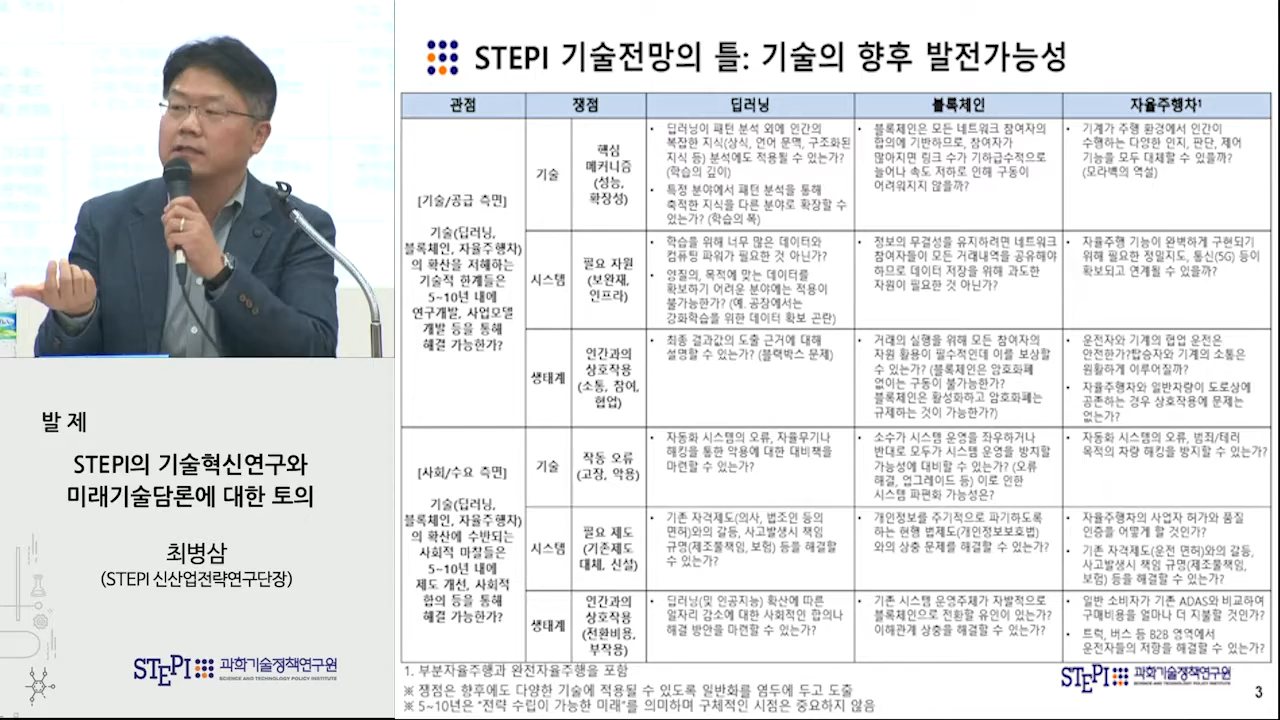 STEPI 기술전망의 틀: 기술의 향후 발전가능성
관점
쟁점
딥러닝
블록체인
자율주행차¹
[기술/공급 측면]
기술(딥러닝,
블록체인, 자율주행차)
의 확산을 저해하는
기술적 한계들은
5~10년 내에
연구개발, 사업모델
개발 등을 통해
해결 가능한가?
기술
핵심
메커니즘
(성능,
확장성)
• 딥러닝이 패턴 분석 외에 인간의
복잡한 지식(상식, 언어 문맥, 구조화된
지식 등) 분석에도 적용될 수 있는가?
(학습의 깊이)
• 특정 분야에서 패턴 분석을 통해
축적한 지식을 다른 분야로 확장할 수
있는가? (학습의 폭)
• 블록체인은 모든 네트워크 참여자의
합의에 기반하므로, 참여자가
많아지면 링크 수가 기하급수적으로
늘어나 속도 저하로 인해 구동이
어려워지지 않을까?
• 기계가 주행 환경에서 인간이
수행하는 다양한 인지, 판단, 제어
기능을 모두 대체할 수 있을까?
(모라벡의 역설)
시스템
필요 자원
(보완재,
인프라)
• 학습을 위해 너무 많은 데이터와
컴퓨팅 파워가 필요한 것 아닌가?
• 양질의, 목적에 맞는 데이터를
확보하기 어려운 분야에는 적용이
불가능한가? (예. 공장에서는
강화학습을 위한 데이터 확보 곤란)
• 정보의 무결성을 유지하려면 네트워크
참여자들이 모든 거래내역을 공유해야
하므로 데이터 저장을 위해 과도한
자원이 필요한 것 아닌가?
• 자율주행 기능이 완벽하게 구현되기
위해 필요한 정밀지도, 통신(5G) 등이
확보되고 연계될 수 있을까?
생태계
인간과의
상호작용
(소통, 참여,
협업)
• 최종 결과값의 도출 근거에 대해
설명할 수 있는가? (블랙박스 문제)
• 거래의 실행을 위해 모든 참여자의
자원 활용이 필수적인데 이를 보상할
수 있는가? (블록체인은 암호화폐
없이는 구동이 불가능한가?
블록체인은 활성화하고 암호화폐는
규제하는 것이 가능한가?)
• 운전자와 기계의 협업 운전은
안전한가?탑승자와 기계의 소통은
원활하게 이루어질까?
• 자율주행차와 일반차량이 도로상에
공존하는 경우 상호작용에 문제는
없는가?
[사회/수요 측면]
기술(딥러닝,
블록체인, 자율주행차)
의 확산에 수반되는
사회적 마찰들은
5~10년 내에
제도 개선, 사회적
합의 등을 통해
해결 가능한가?
기술
작동 오류
(고장, 악용)
• 자동화 시스템의 오류, 자율무기나
해킹을 통한 악용에 대한 대비책을
마련할 수 있는가?
• 소수가 시스템 운영을 좌우하거나
반대로 모두가 시스템 운영을 방치할
가능성에 대비할 수 있는가? (오류
해결, 업그레이드 등) 이로 인한
시스템 파편화 가능성은?
• 자동화 시스템의 오류, 범죄/테러
목적의 차량 해킹을 방지할 수 있는가?
시스템
필요 제도
(기존제도
대체, 신설)
• 기존 자격제도(의사, 법조인 등의
면허)와의 갈등, 사고발생시 책임
규명(제조물책임, 보험) 등을 해결할
수 있는가?
• 개인정보를 주기적으로 파기하도록
하는 현행 법제도(개인정보보호법)
와의 상충 문제를 해결할 수 있는가?
• 자율주행차의 사업자 허가와 품질
인증을 어떻게 할 것인가?
• 기존 자격제도(운전 면허)와의 갈등,
사고발생시 책임 규명(제조물책임,
보험) 등을 해결할 수 있는가?
생태계
인간과의
상호작용
(전환비용,
부작용)
• 딥러닝(및 인공지능) 확산에 따른
일자리 감소에 대한 사회적인 합의나
해결 방안을 마련할 수 있는가?
• 기존 시스템 운영주체가 자발적으로
블록체인으로 전환할 유인이 있는가?
이해관계 상충을 해결할 수 있는가?
• 일반 소비자가 기존 ADAS와 비교하여
구매비용을 얼마나 더 지불할 것인가?
• 트럭, 버스 등 B2B 영역에서
운전자들의 저항을 해결할 수 있는가?
1. 부분자율주행과 완전자율주행을 포함
※ 쟁점은 향후에도 다양한 기술에 적용될 수 있도록 일반화를 염두에 두고 도출
※ 5~10년은 "전략 수립이 가능한 미래"를 의미하며 구체적인 시점은 중요하지 않음
STEPI 과학기술정책연구원
SCIENCE AND TECHNOLOGY POLICY INSTITUTE
3
발 제
STEPI의 기술혁신연구와
미래기술담론에 대한 토의
최병삼
(STEPI 신산업전략연구단장)
STEPI 과학기술정책연구원
SCIENCE AND TECHNOLOGY POLICY INSTITUTE